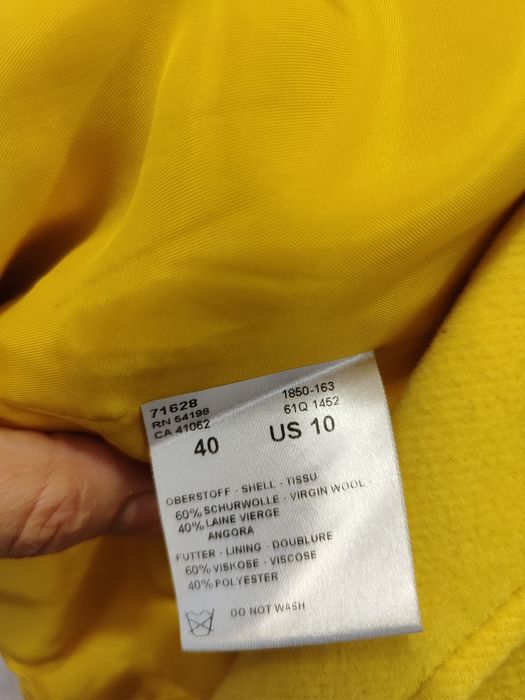 71628 1850-163
RN 54198 61Q 1452
CA 41062
40 US 10
OBERSTOFF - SHELL - TISSU
60% SCHURWOLLE - VIRGIN WOOL -
40% LAINE VIERGE
ANGORA
FUTTER - LINING - DOUBLURE
60% VISKOSE - VISCOSE
40% POLYESTER
DO NOT WASH